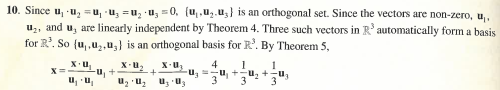 10. Since u₁·u₂ = u₁·u₃ = u₂·u₃ = 0, {u₁,u₂,u₃} is an orthogonal set. Since the vectors are non-zero, u₁,
u₂, and u₃ are linearly independent by Theorem 4. Three such vectors in ℝ³ automatically form a basis
for ℝ³. So {u₁,u₂,u₃} is an orthogonal basis for ℝ³. By Theorem 5,
x = (x·u₁)/(u₁·u₁) u₁ + (x·u₂)/(u₂·u₂) u₂ + (x·u₃)/(u₃·u₃) u₃ = 4/3 u₁ + 1/3 u₂ + 1/3 u₃